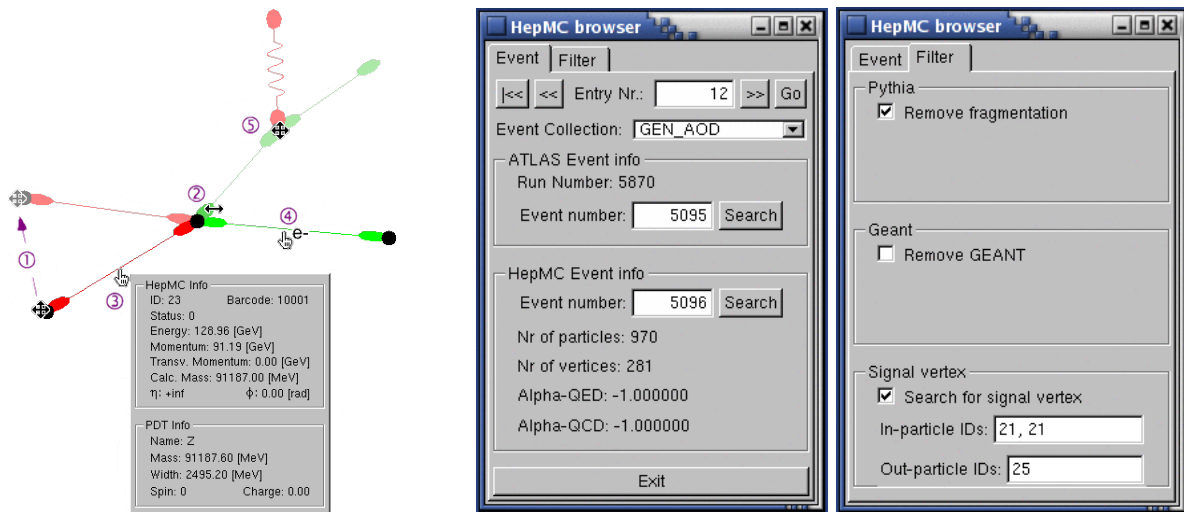 ⑤
②
④
e-
①
③
HepMC Info
ID: 23 Barcode: 10001
Status: 0
Energy: 128.96 [GeV]
Momentum: 91.19 [GeV]
Transv. Momentum: 0.00 [GeV]
Calc. Mass: 91187.00 [MeV]
η: +inf ϕ: 0.00 [rad]
PDT Info
Name: Z
Mass: 91187.60 [MeV]
Width: 2495.20 [MeV]
Spin: 0 Charge: 0.00
HepMC browser
Event Filter
|<< << Entry Nr.: 12 >> Go
Event Collection: GEN_AOD
ATLAS Event info
Run Number: 5870
Event number: 5095 Search
HepMC Event info
Event number: 5096 Search
Nr of particles: 970
Nr of vertices: 281
Alpha-QED: -1.000000
Alpha-QCD: -1.000000
Exit
HepMC browser
Event Filter
Pythia
Remove fragmentation
Geant
Remove GEANT
Signal vertex
Search for signal vertex
In-particle IDs: 21, 21
Out-particle IDs: 25